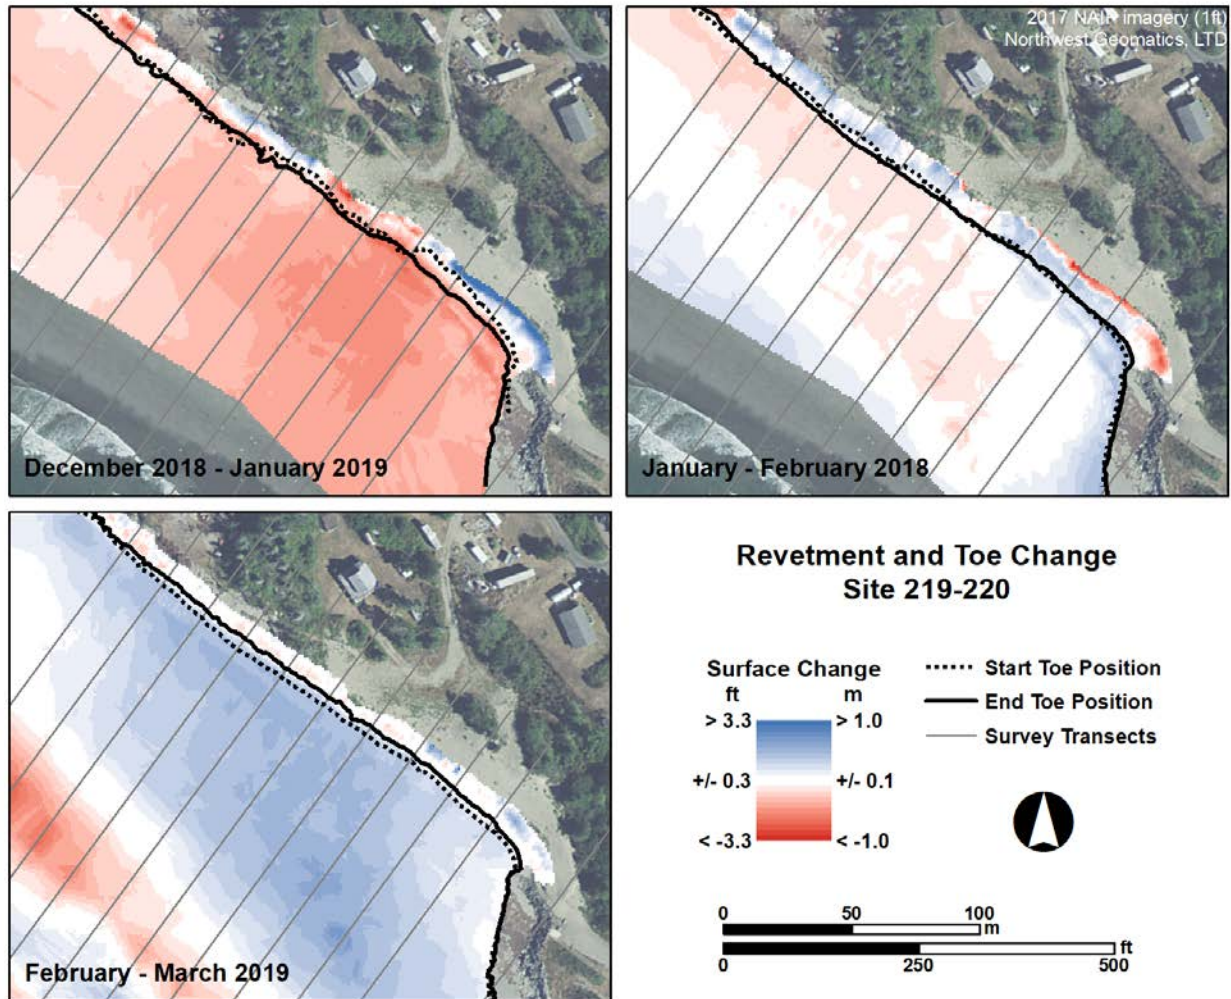 2017 NAIP imagery (1ft)
Northwest Geomatics, LTD
December 2018 - January 2019
January - February 2018
February - March 2019
Revetment and Toe Change
Site 219-220
Surface Change
ft m
> 3.3 > 1.0
+/- 0.3 +/- 0.1
< -3.3 < -1.0
Start Toe Position
End Toe Position
Survey Transects
0 50 100
m
ft
0 250 500